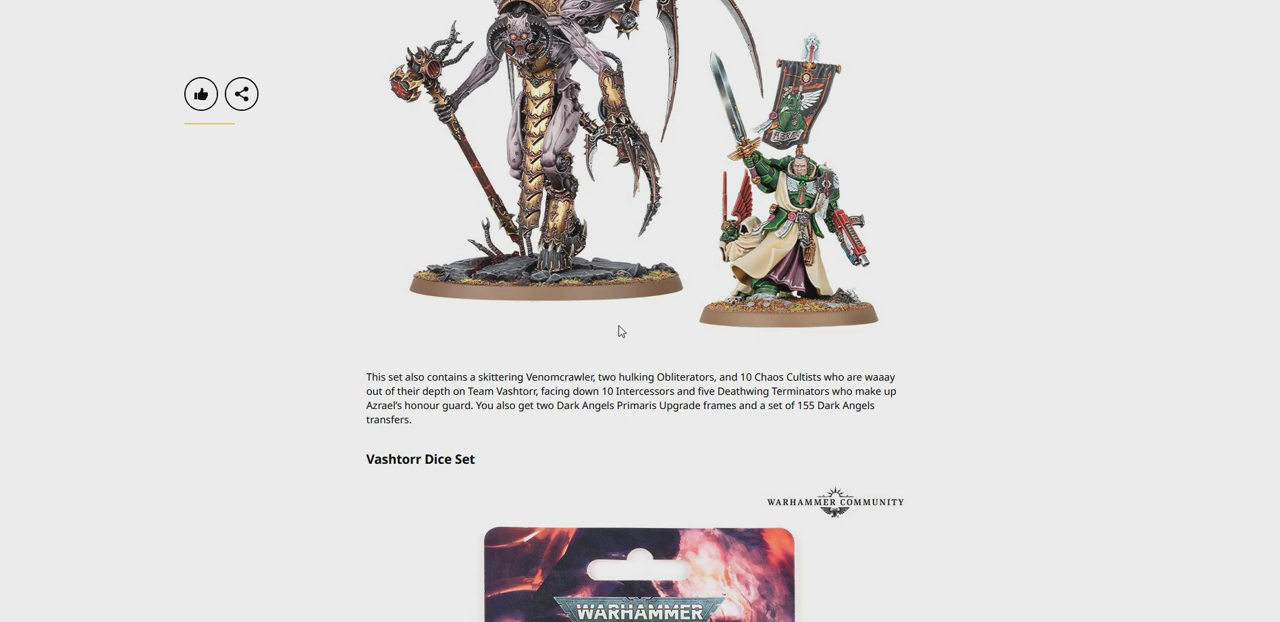 This set also contains a skittering Venomcrawler, two hulking Obliterators, and 10 Chaos Cultists who are waaay
out of their depth on Team Vashtorr, facing down 10 Intercessors and five Deathwing Terminators who make up
Azrael's honour guard. You also get two Dark Angels Primaris Upgrade frames and a set of 155 Dark Angels
transfers.
Vashtorr Dice Set
WARHAMMER COMMUNITY
WARHAMMER